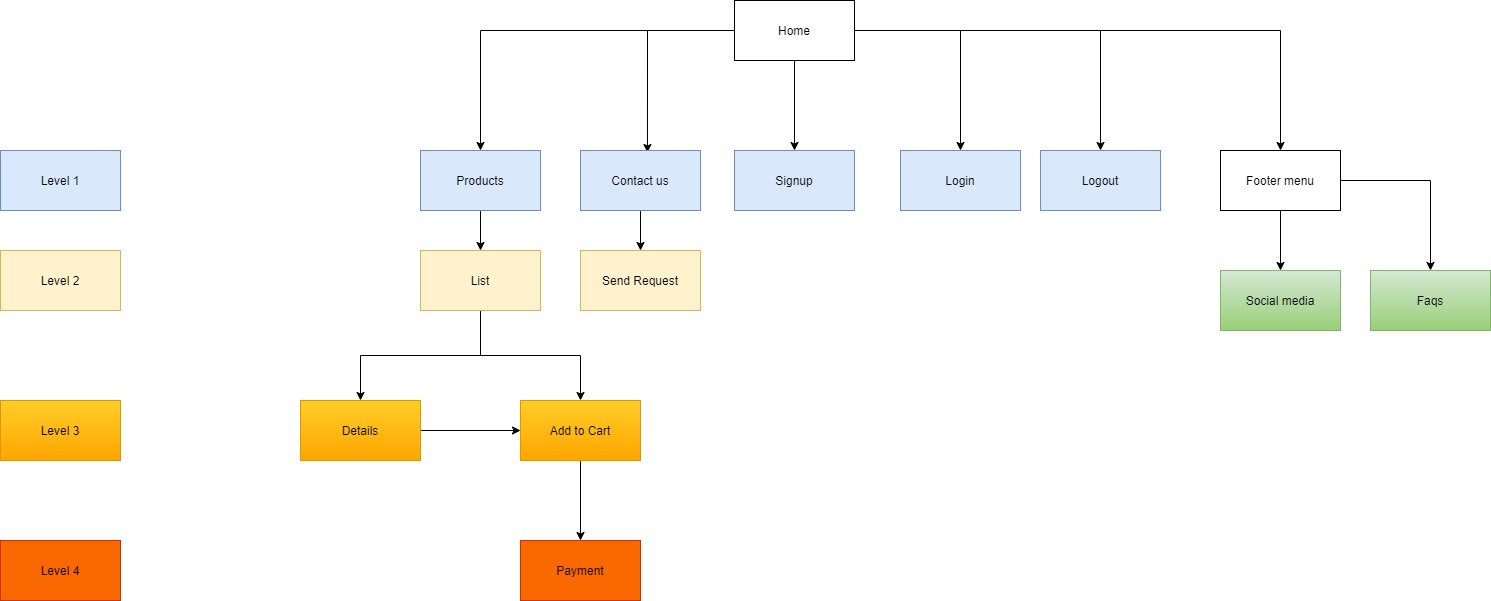 Home
Level 1
Products
Contact us
Signup
Login
Logout
Footer menu
Level 2
List
Send Request
Social media
Faqs
Level 3
Details
Add to Cart
Level 4
Payment